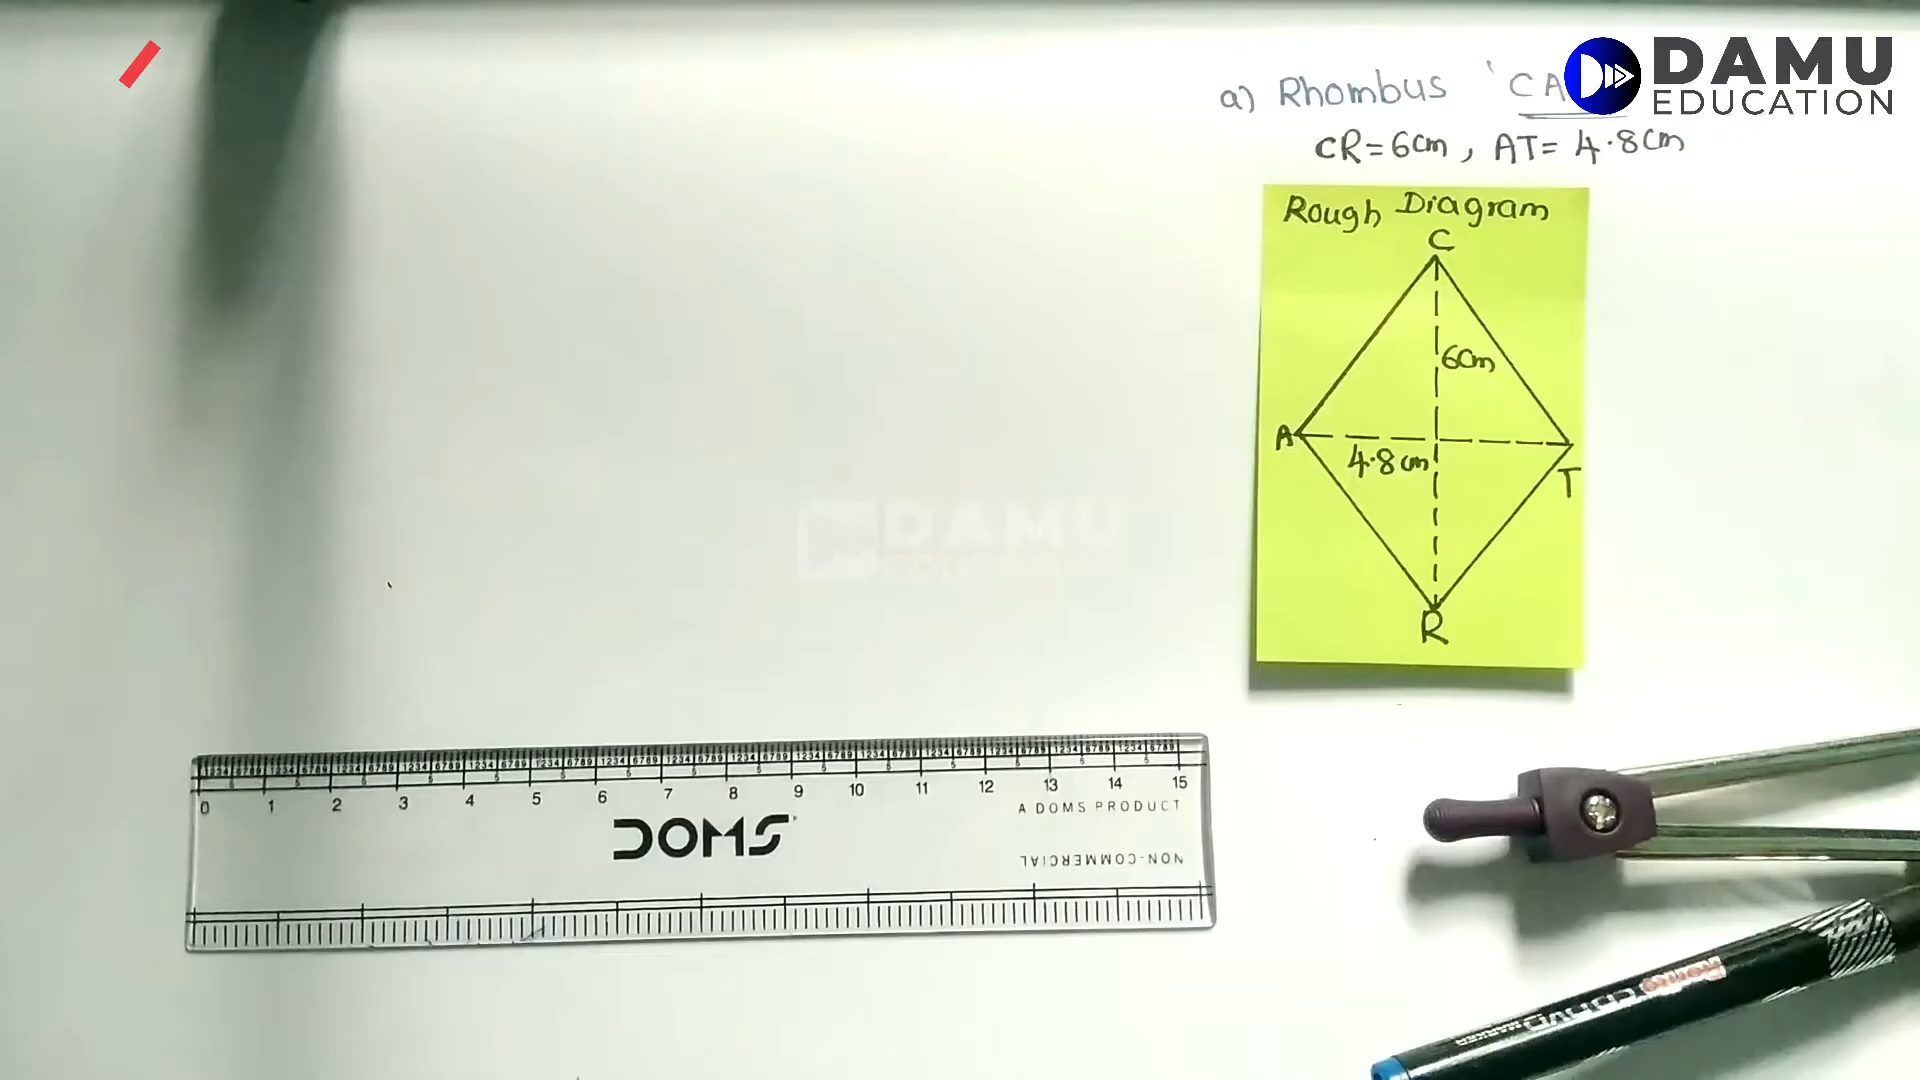 DAMU
EDUCATION
a) Rhombus 'CA
CR=6cm, AT= 4.8cm
Rough Diagram
C
6cm
A
4.8cm
T
R
DAMU
0 1 2 3 4 5 6 7 8 9 10 11 12 13 14 15
A DOMS PRODUCT
DOMS
NON-COMMERCIAL